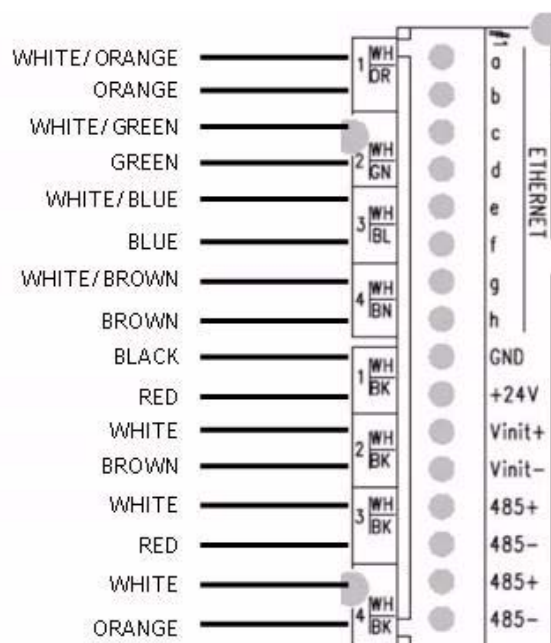 WHITE/ORANGE 1 WH a
ORANGE OR b
WHITE/GREEN c
GREEN 2 WH GN d
WHITE/BLUE WH e
BLUE 3 BL f
WHITE/BROWN WH g
BROWN 4 BN h
ETHERNET
BLACK WH GND
RED 1 BK +24V
WHITE WH Vinit+
BROWN 2 BK Vinit-
WHITE WH 485+
RED 3 BK 485-
WHITE WH 485+
ORANGE 4 BK 485-